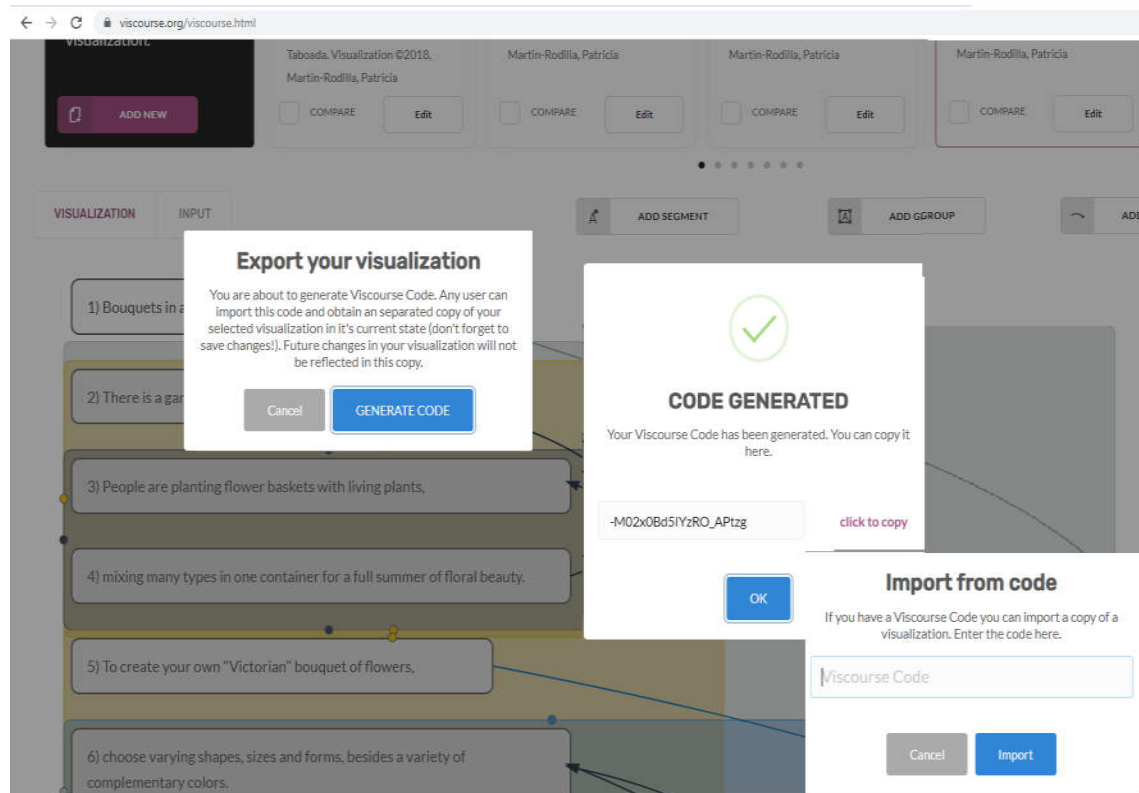 viscourse.org/viscourse.html
visualization.
ADD NEW
Taboada. Visualization ©2018,
Martin-Rodilla, Patricia
COMPARE
Edit
Martin-Rodilla, Patricia
COMPARE
Edit
Martin-Rodilla, Patricia
COMPARE
Edit
Martin-Rodilla, Patricia
COMPARE
Edit
VISUALIZATION
INPUT
ADD SEGMENT
ADD GGROUP
ADD
Export your visualization
You are about to generate Viscourse Code. Any user can
import this code and obtain an separated copy of your
selected visualization in it's current state (don't forget to
save changes!). Future changes in your visualization will not
be reflected in this copy.
Cancel
GENERATE CODE
CODE GENERATED
Your Viscourse Code has been generated. You can copy it
here.
-M02x0Bd5IYzRO_APtzg
click to copy
OK
Import from code
If you have a Viscourse Code you can import a copy of a
visualization. Enter the code here.
Viscourse Code
Cancel
Import
1) Bouquets in a
2) There is a gar
3) People are planting flower baskets with living plants,
4) mixing many types in one container for a full summer of floral beauty.
5) To create your own "Victorian" bouquet of flowers,
6) choose varying shapes, sizes and forms, besides a variety of
complementary colors.